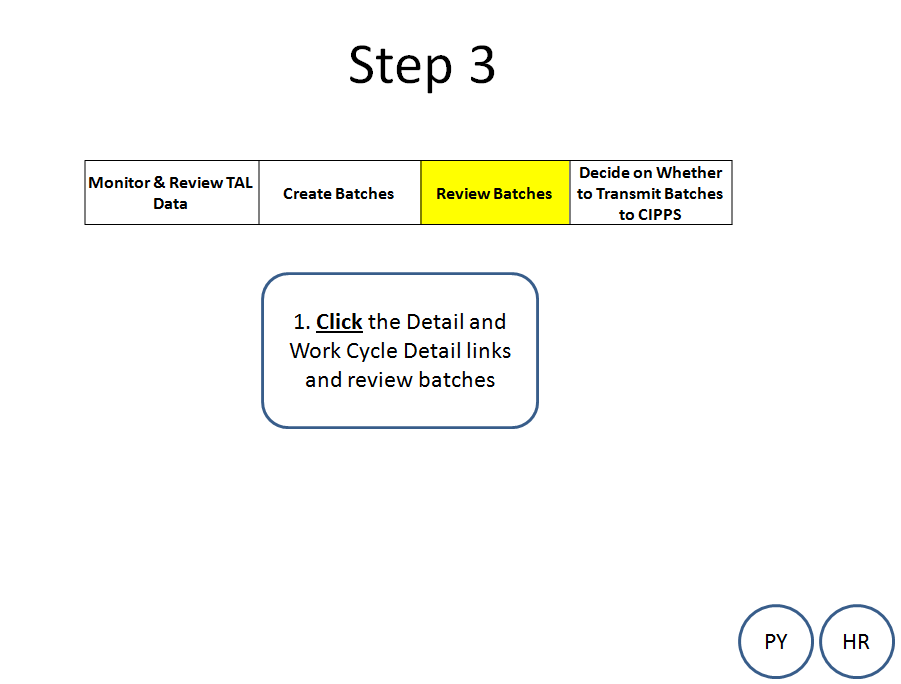 Step 3
Monitor & Review TAL
Data
Create Batches
Review Batches
Decide on Whether
to Transmit Batches
to CIPPS
1. Click the Detail and
Work Cycle Detail links
and review batches
PY
HR